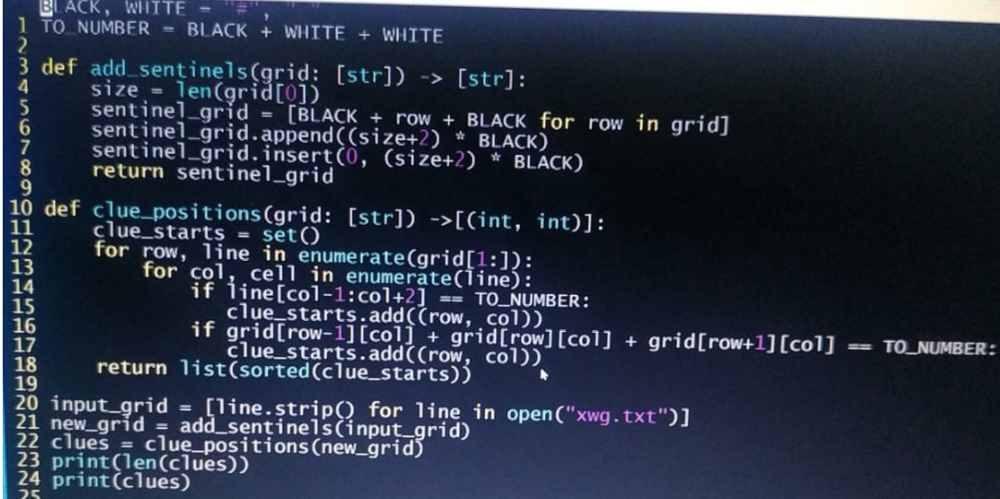 BLACK, WHITE = "#", " "
1 TO_NUMBER = BLACK + WHITE + WHITE
2
3 def add_sentinels(grid: [str]) -> [str]:
4     size = len(grid[0])
5     sentinel_grid = [BLACK + row + BLACK for row in grid]
6     sentinel_grid.append((size+2) * BLACK)
7     sentinel_grid.insert(0, (size+2) * BLACK)
8     return sentinel_grid
9
10 def clue_positions(grid: [str]) ->[(int, int)]:
11     clue_starts = set()
12     for row, line in enumerate(grid[1:]):
13         for col, cell in enumerate(line):
14             if line[col-1:col+2] == TO_NUMBER:
15                 clue_starts.add((row, col))
16             if grid[row-1][col] + grid[row][col] + grid[row+1][col] == TO_NUMBER:
17                 clue_starts.add((row, col))
18     return list(sorted(clue_starts))
19
20 input_grid = [line.strip() for line in open("xwg.txt")]
21 new_grid = add_sentinels(input_grid)
22 clues = clue_positions(new_grid)
23 print(len(clues))
24 print(clues)
25